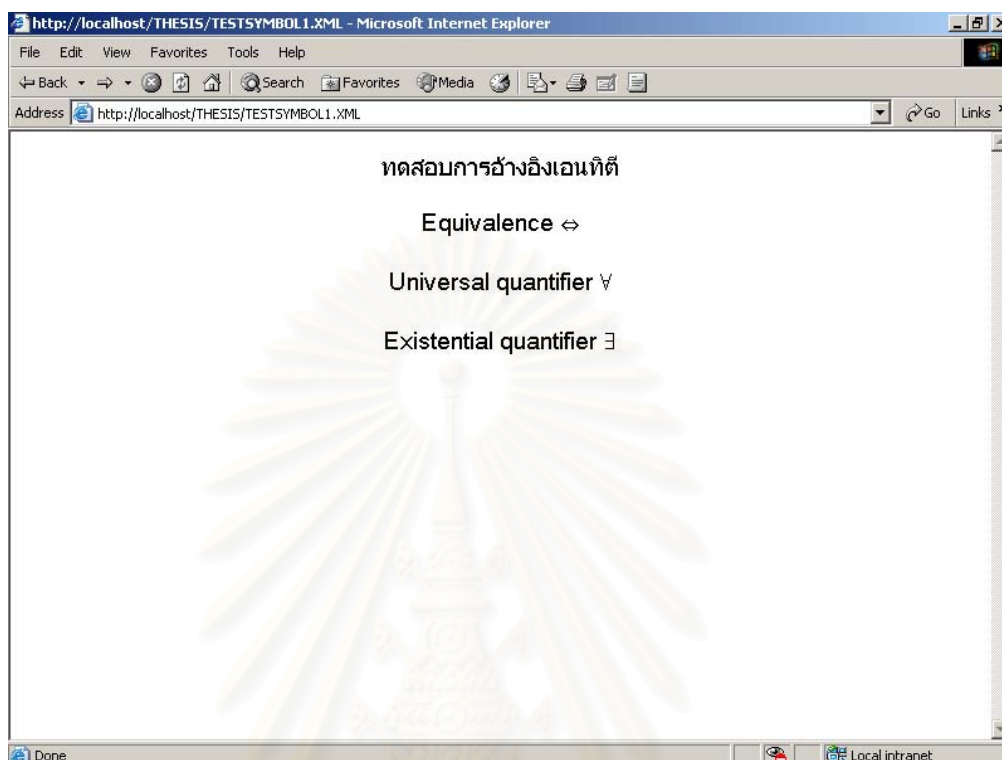 http://localhost/THESIS/TESTSYMBOL1.XML - Microsoft Internet Explorer
File Edit View Favorites Tools Help
Back Search Favorites Media
Address http://localhost/THESIS/TESTSYMBOL1.XML Go Links
ทดสอบการอ้างอิงเอนทิตี
Equivalence ⇔
Universal quantifier ∀
Existential quantifier ∃
Done Local intranet